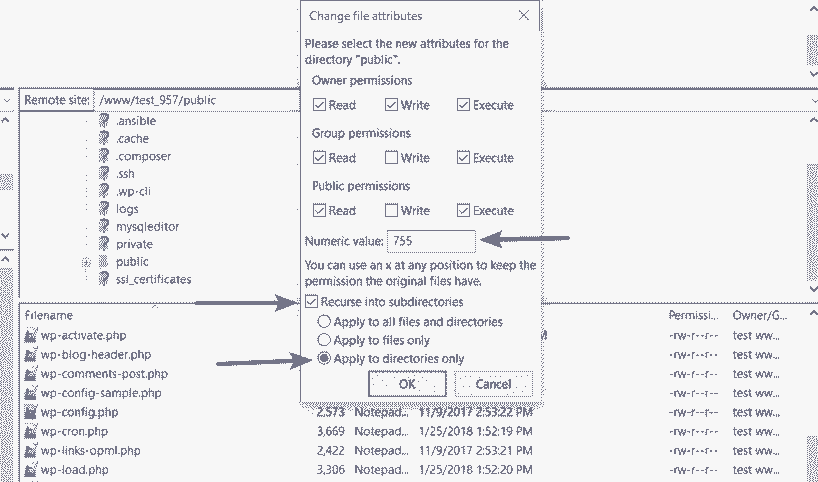 Change file attributes
Please select the new attributes for the
directory "public".
Owner permissions
Read Write Execute
Group permissions
Read Write Execute
Public permissions
Read Write Execute
Numeric value: 755
You can use an x at any position to keep the
permission the original files have.
Recurse into subdirectories
Apply to all files and directories
Apply to files only
Apply to directories only
OK Cancel
Remote site: /www/test_957/public
.ansible
.cache
.composer
.ssh
.wp-cli
logs
mysqleditor
private
public
ssl_certificates
Filename Permissi... Owner/G...
wp-activate.php -rw-r--r-- test ww...
wp-blog-header.php -rw-r--r-- test ww...
wp-comments-post.php -rw-r--r-- test ww...
wp-config-sample.php -rw-r--r-- test ww...
wp-config.php 2,573 Notepad... 11/9/2017 2:53:22 PM -rw-r--r-- test ww...
wp-cron.php 3,669 Notepad... 1/25/2018 1:52:19 PM -rw-r--r-- test ww...
wp-links-opml.php 2,422 Notepad... 11/9/2017 2:53:21 PM -rw-r--r-- test ww...
wp-load.php 3,306 Notepad... 1/25/2018 1:52:20 PM -rw-r--r-- test ww...